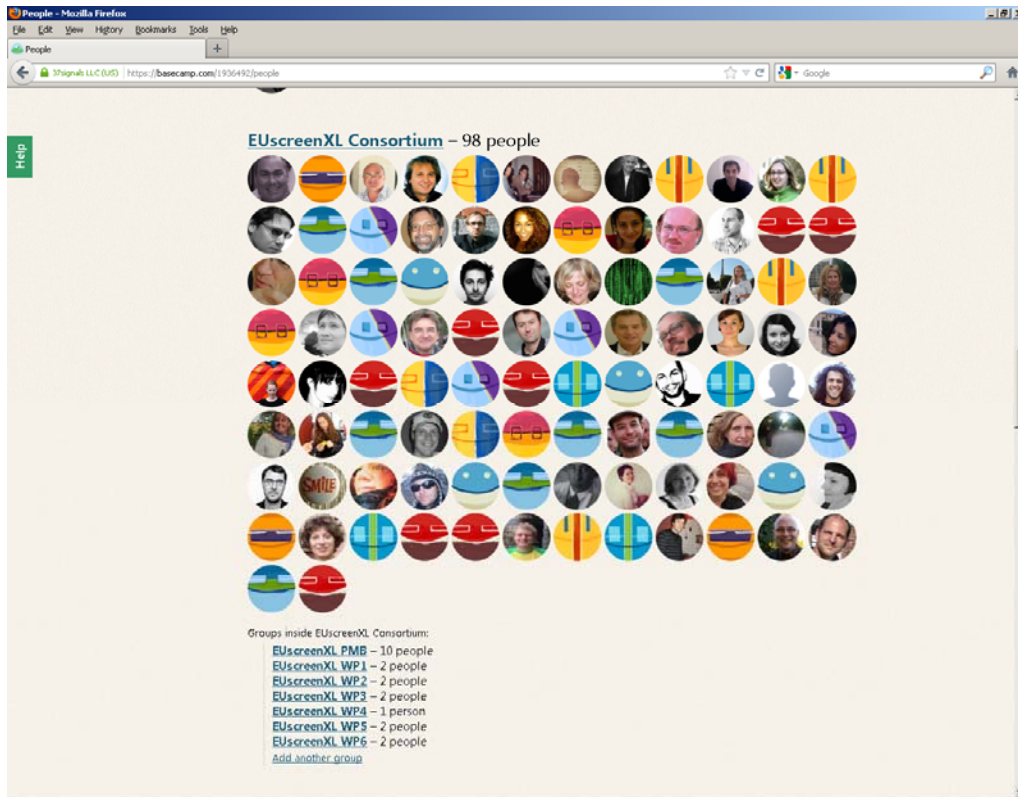 People - Mozilla Firefox
File Edit View History Bookmarks Tools Help
People
37signals LLC (US) https://basecamp.com/1936492/people
Google
Help
EUscreenXL Consortium – 98 people
SMILE
Groups inside EUscreenXL Consortium:
EUscreenXL PMB – 10 people
EUscreenXL WP1 – 2 people
EUscreenXL WP2 – 2 people
EUscreenXL WP3 – 2 people
EUscreenXL WP4 – 1 person
EUscreenXL WP5 – 2 people
EUscreenXL WP6 – 2 people
Add another group